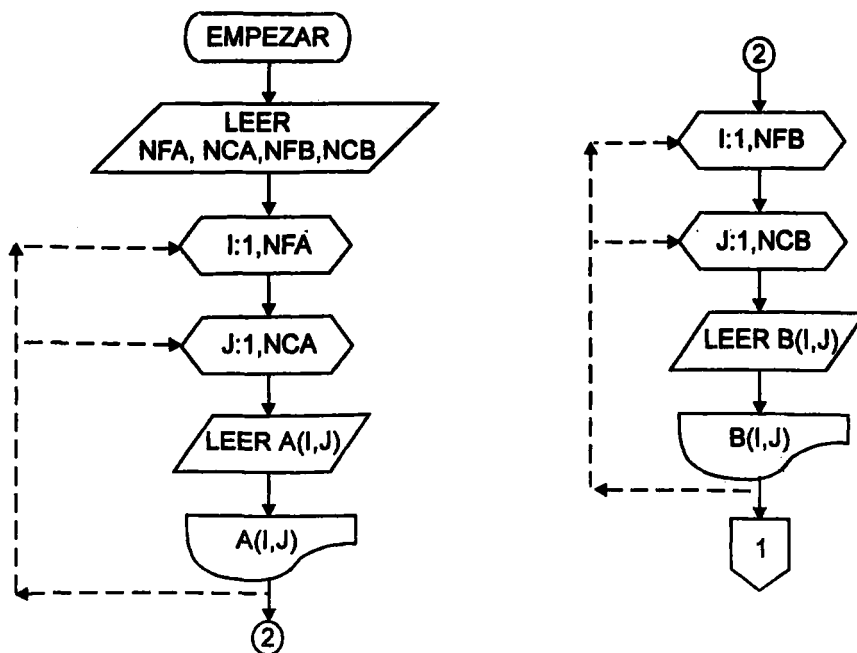 EMPEZAR
LEER
NFA, NCA,NFB,NCB
I:1,NFA
J:1,NCA
LEER A(I,J)
A(I,J)
2
2
I:1,NFB
J:1,NCB
LEER B(I,J)
B(I,J)
1